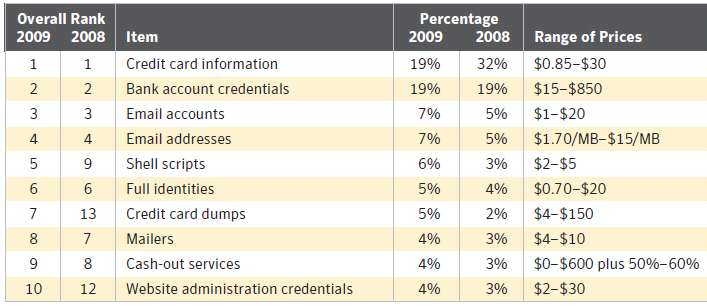 Overall Rank Percentage
2009 2008 Item 2009 2008 Range of Prices
1 1 Credit card information 19% 32% $0.85–$30
2 2 Bank account credentials 19% 19% $15–$850
3 3 Email accounts 7% 5% $1–$20
4 4 Email addresses 7% 5% $1.70/MB–$15/MB
5 9 Shell scripts 6% 3% $2–$5
6 6 Full identities 5% 4% $0.70–$20
7 13 Credit card dumps 5% 2% $4–$150
8 7 Mailers 4% 3% $4–$10
9 8 Cash-out services 4% 3% $0–$600 plus 50%–60%
10 12 Website administration credentials 4% 3% $2–$30